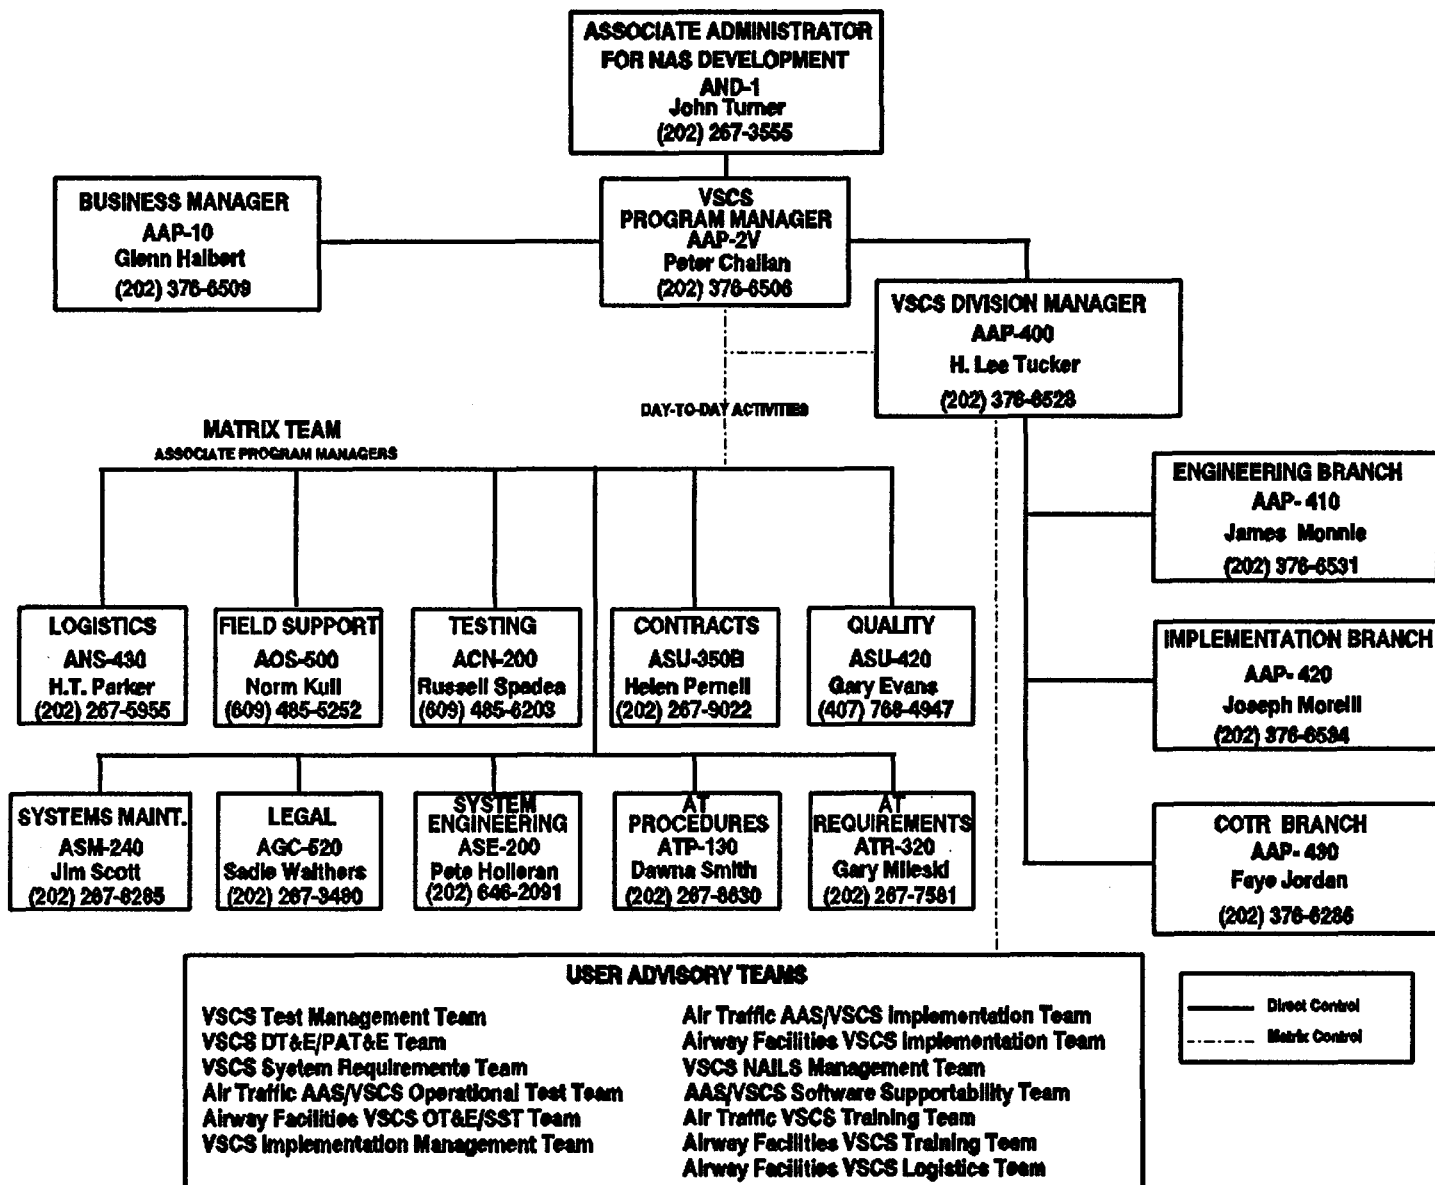 ASSOCIATE ADMINISTRATOR
FOR NAS DEVELOPMENT
AND-1
John Turner
(202) 267-3555
BUSINESS MANAGER
AAP-10
Glenn Halbert
(202) 376-6509
VSCS
PROGRAM MANAGER
AAP-2V
Peter Challan
(202) 376-6506
VSCS DIVISION MANAGER
AAP-400
H. Lee Tucker
(202) 376-6528
DAY-TO-DAY ACTIVITIES
MATRIX TEAM
ASSOCIATE PROGRAM MANAGERS
ENGINEERING BRANCH
AAP- 410
James Monnie
(202) 376-6531
IMPLEMENTATION BRANCH
AAP- 420
Joseph Morelli
(202) 376-6534
COTR BRANCH
AAP- 430
Faye Jordan
(202) 376-6286
LOGISTICS
ANS-430
H.T. Parker
(202) 267-5955
FIELD SUPPORT
AOS-500
Norm Kull
(609) 485-5252
TESTING
ACN-200
Russell Spadea
(609) 485-6203
CONTRACTS
ASU-350B
Helen Pernell
(202) 267-9022
QUALITY
ASU-420
Gary Evans
(407) 768-4947
SYSTEMS MAINT.
ASM-240
Jim Scott
(202) 267-8285
LEGAL
AGC-520
Sadie Walthers
(202) 267-3480
SYSTEM
ENGINEERING
ASE-200
Pete Holleran
(202) 646-2091
AT
PROCEDURES
ATP-130
Dawna Smith
(202) 267-8630
AT
REQUIREMENTS
ATR-320
Gary Mileski
(202) 267-7581
USER ADVISORY TEAMS
VSCS Test Management Team
VSCS DT&E/PAT&E Team
VSCS System Requirements Team
Air Traffic AAS/VSCS Operational Test Team
Airway Facilities VSCS OT&E/SST Team
VSCS Implementation Management Team
Air Traffic AAS/VSCS Implementation Team
Airway Facilities VSCS Implementation Team
VSCS NAILS Management Team
AAS/VSCS Software Supportability Team
Air Traffic VSCS Training Team
Airway Facilities VSCS Training Team
Airway Facilities VSCS Logistics Team
Direct Control
Matrix Control